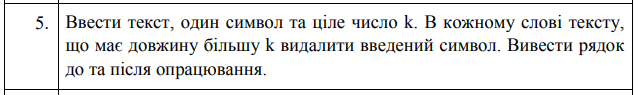 5. Ввести текст, один символ та ціле число k. В кожному слові тексту,
що має довжину більшу k видалити введений символ. Вивести рядок
до та після опрацювання.